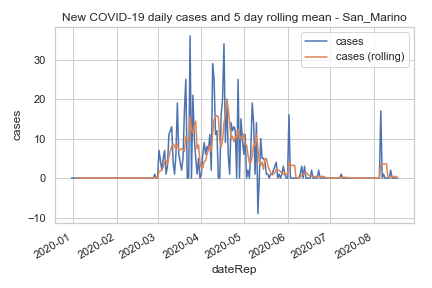 New COVID-19 daily cases and 5 day rolling mean - San_Marino
cases
cases (rolling)
30
20
10
0
−10
cases
2020-01
2020-02
2020-03
2020-04
2020-05
2020-06
2020-07
2020-08
dateRep